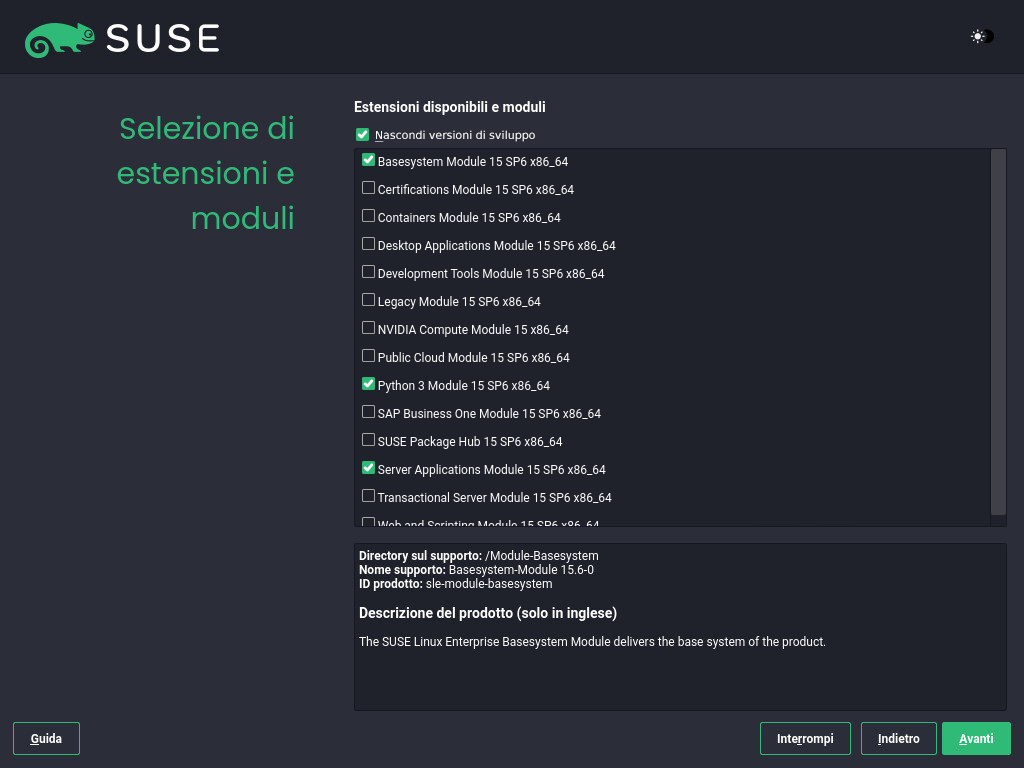 SUSE
Selezione di
estensioni e
moduli
Estensioni disponibili e moduli
Nascondi versioni di sviluppo
Basesystem Module 15 SP6 x86_64
Certifications Module 15 SP6 x86_64
Containers Module 15 SP6 x86_64
Desktop Applications Module 15 SP6 x86_64
Development Tools Module 15 SP6 x86_64
Legacy Module 15 SP6 x86_64
NVIDIA Compute Module 15 x86_64
Public Cloud Module 15 SP6 x86_64
Python 3 Module 15 SP6 x86_64
SAP Business One Module 15 SP6 x86_64
SUSE Package Hub 15 SP6 x86_64
Server Applications Module 15 SP6 x86_64
Transactional Server Module 15 SP6 x86_64
Web and Scripting Module 15 SP6 x86_64
Directory sul supporto: /Module-Basesystem
Nome supporto: Basesystem-Module 15.6-0
ID prodotto: sle-module-basesystem
Descrizione del prodotto (solo in inglese)
The SUSE Linux Enterprise Basesystem Module delivers the base system of the product.
Guida
Interrompi
Indietro
Avanti